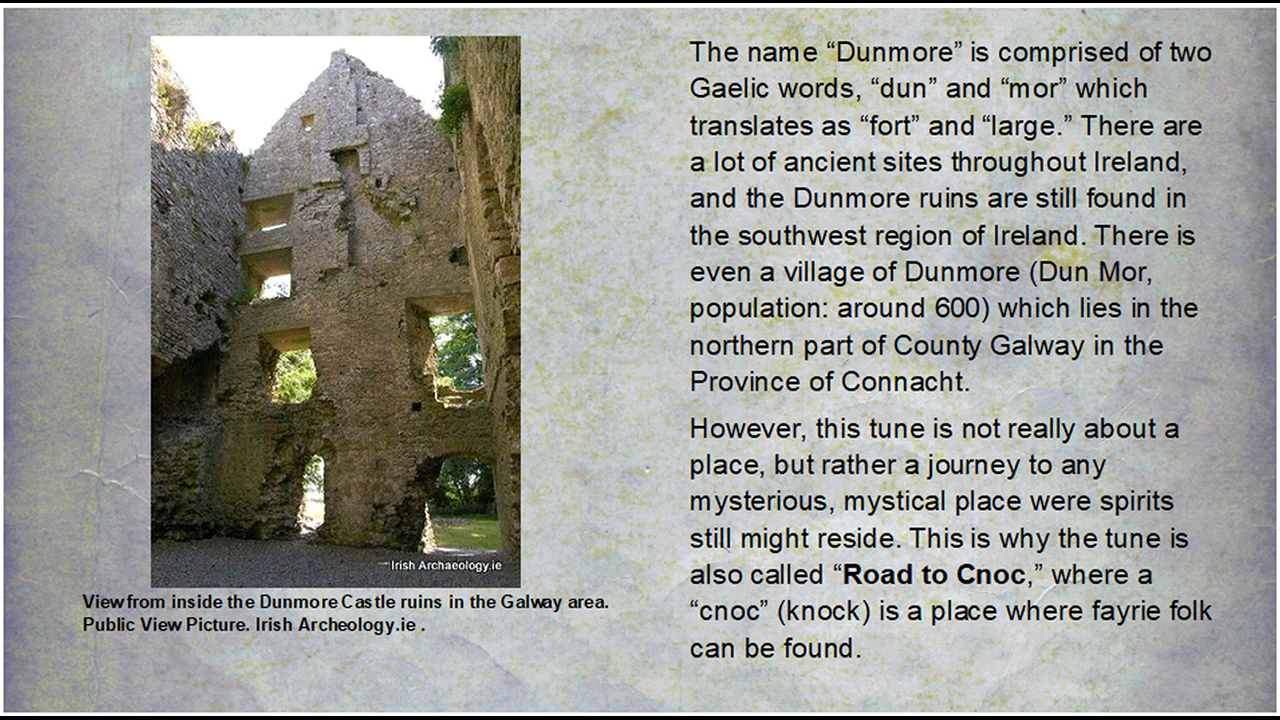 The name “Dunmore” is comprised of two
Gaelic words, “dun” and “mor” which
translates as “fort” and “large.” There are
a lot of ancient sites throughout Ireland,
and the Dunmore ruins are still found in
the southwest region of Ireland. There is
even a village of Dunmore (Dun Mor,
population: around 600) which lies in the
northern part of County Galway in the
Province of Connacht.
However, this tune is not really about a
place, but rather a journey to any
mysterious, mystical place were spirits
still might reside. This is why the tune is
also called “Road to Cnoc,” where a
“cnoc” (knock) is a place where fayrie folk
can be found.
Irish Archaeology.ie
View from inside the Dunmore Castle ruins in the Galway area.
Public View Picture. Irish Archeology.ie .